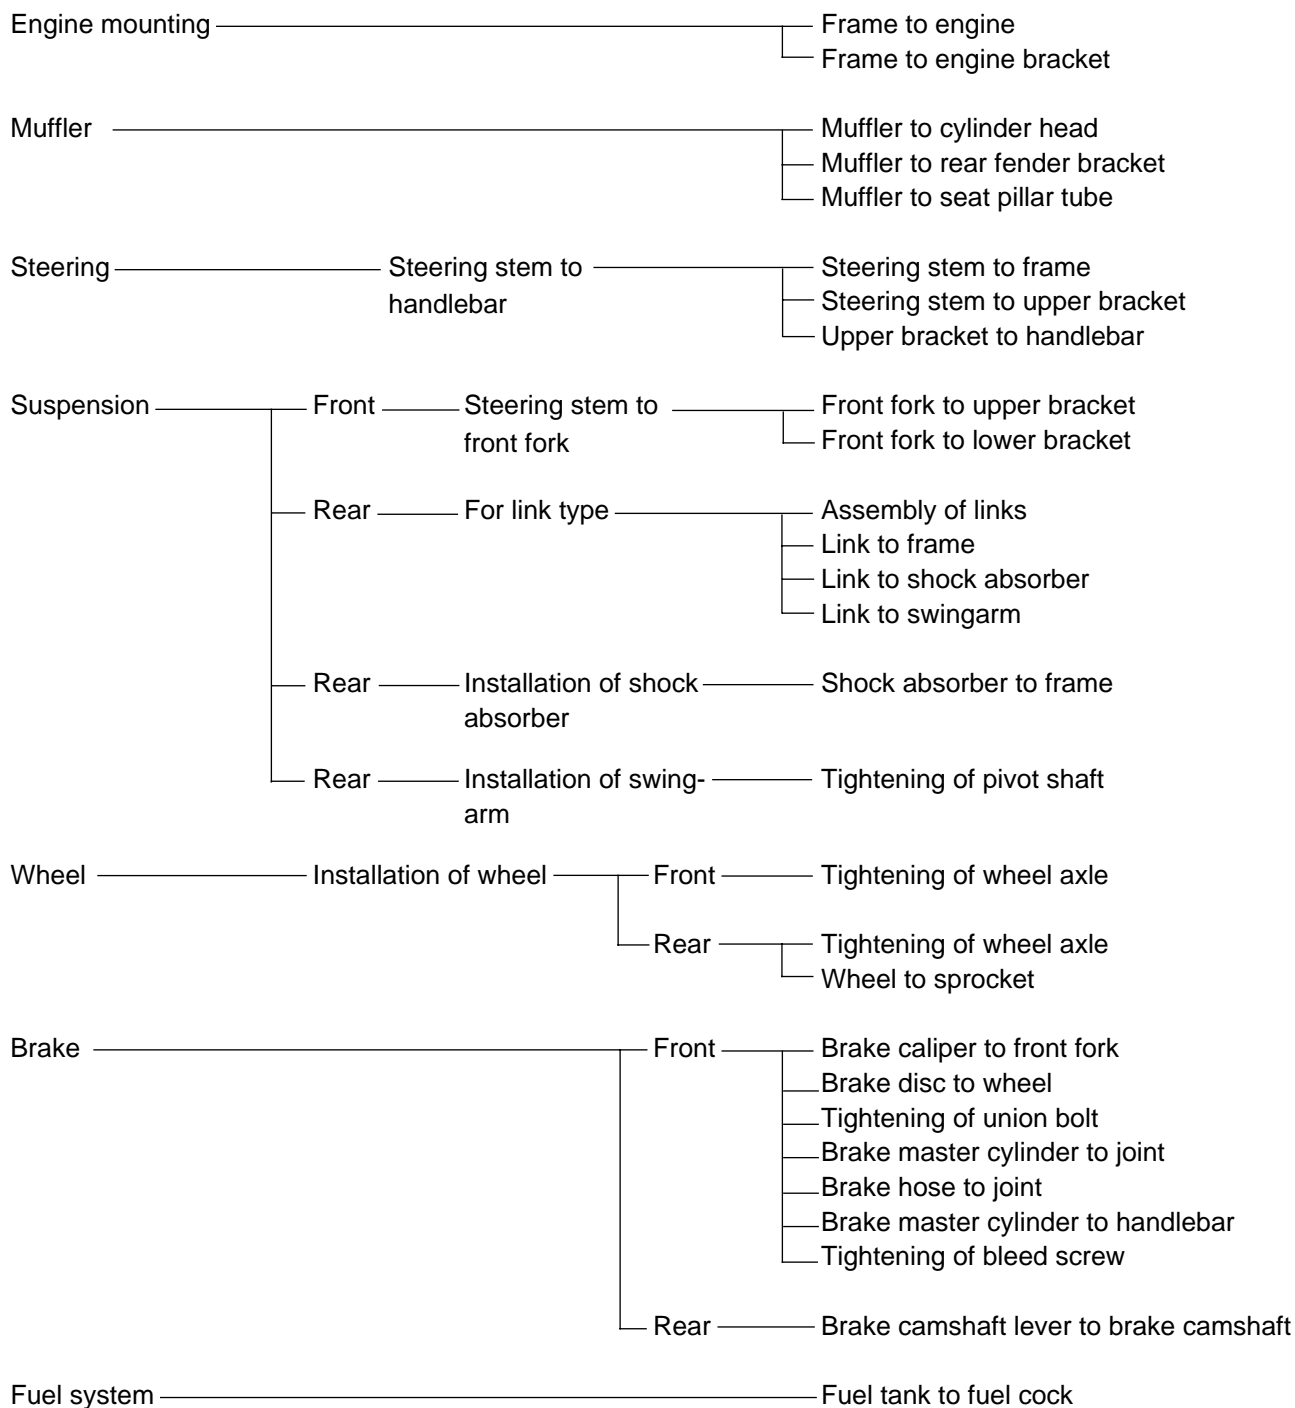 Engine mounting Frame to engine
Frame to engine bracket
Muffler Muffler to cylinder head
Muffler to rear fender bracket
Muffler to seat pillar tube
Steering Steering stem to Steering stem to frame
handlebar Steering stem to upper bracket
Upper bracket to handlebar
Suspension Front Steering stem to Front fork to upper bracket
front fork Front fork to lower bracket
Rear For link type Assembly of links
Link to frame
Link to shock absorber
Link to swingarm
Rear Installation of shock Shock absorber to frame
absorber
Rear Installation of swing- Tightening of pivot shaft
arm
Wheel Installation of wheel Front Tightening of wheel axle
Rear Tightening of wheel axle
Wheel to sprocket
Brake Front Brake caliper to front fork
Brake disc to wheel
Tightening of union bolt
Brake master cylinder to joint
Brake hose to joint
Brake master cylinder to handlebar
Tightening of bleed screw
Rear Brake camshaft lever to brake camshaft
Fuel system Fuel tank to fuel cock